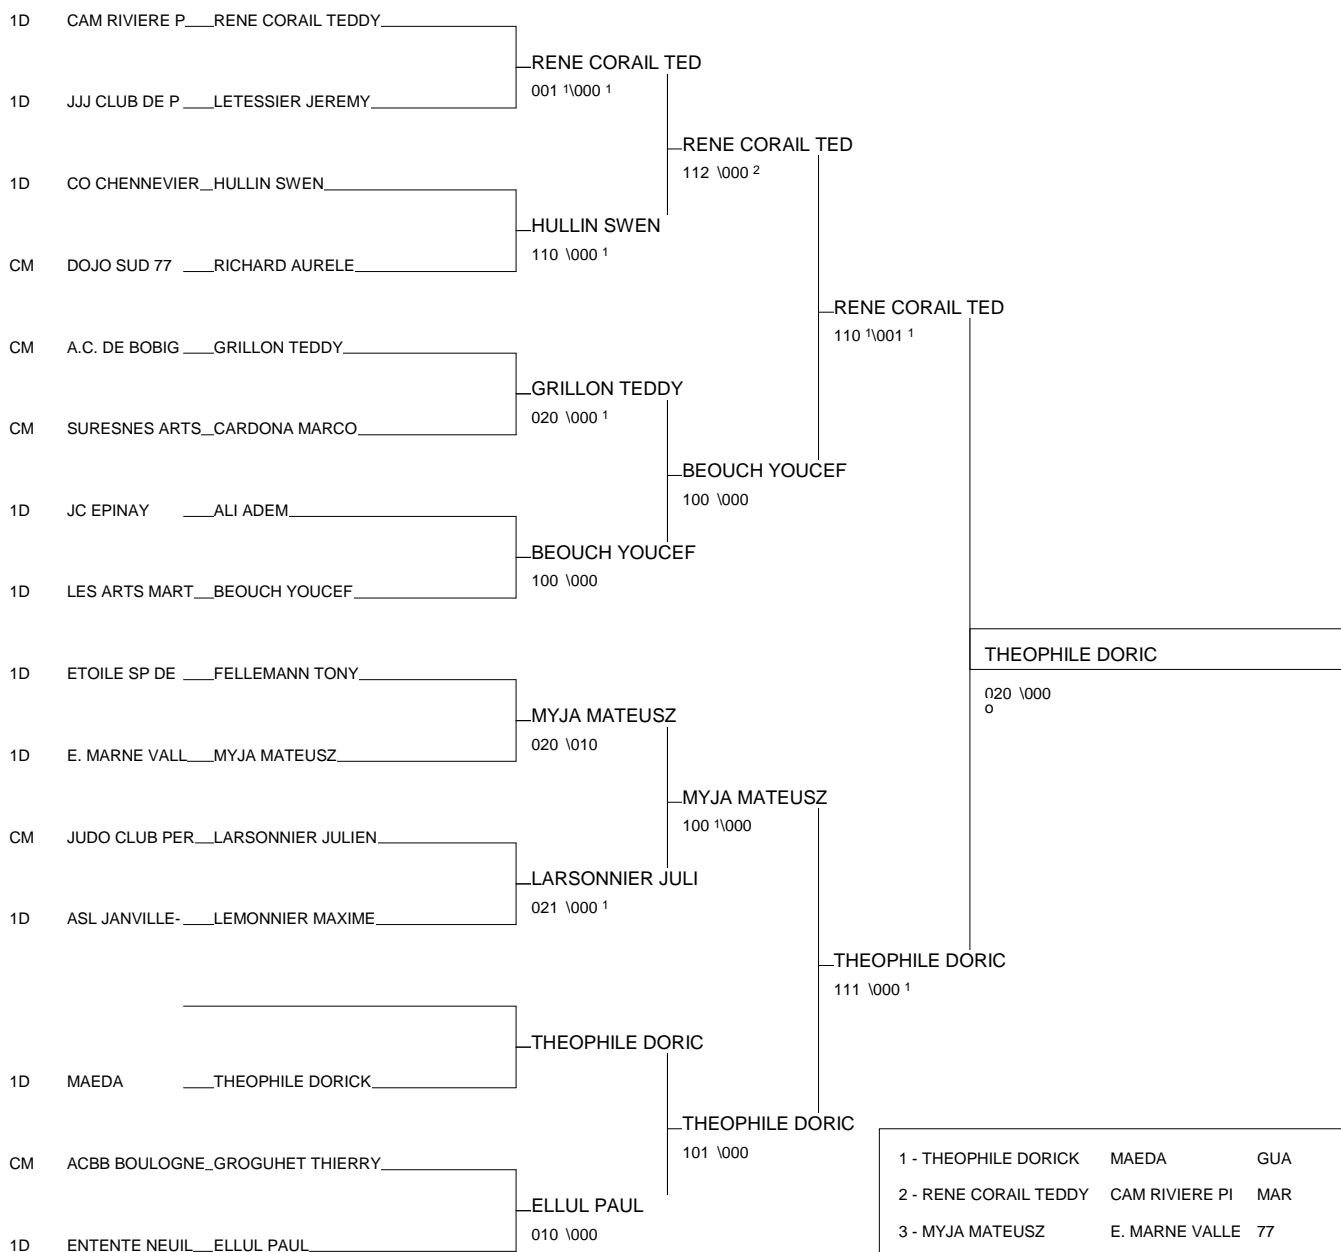 1D CAM RIVIERE P RENE CORAIL TEDDY
RENE CORAIL TED
001 1\000 1
1D JJJ CLUB DE P LETESSIER JEREMY
RENE CORAIL TED
112 \000 2
1D CO CHENNEVIER HULLIN SWEN
HULLIN SWEN
110 \000 1
CM DOJO SUD 77 RICHARD AURELE
RENE CORAIL TED
110 1\001 1
CM A.C. DE BOBIG GRILLON TEDDY
GRILLON TEDDY
020 \000 1
CM SURESNES ARTS CARDONA MARCO
BEOUCH YOUCEF
100 \000
1D JC EPINAY ALI ADEM
BEOUCH YOUCEF
100 \000
1D LES ARTS MART BEOUCH YOUCEF
THEOPHILE DORIC
020 \000
o
1D ETOILE SP DE FELLEMANN TONY
MYJA MATEUSZ
020 \010
1D E. MARNE VALL MYJA MATEUSZ
MYJA MATEUSZ
100 1\000
CM JUDO CLUB PER LARSONNIER JULIEN
LARSONNIER JULI
021 \000 1
1D ASL JANVILLE- LEMONNIER MAXIME
THEOPHILE DORIC
111 \000 1
THEOPHILE DORIC
1D MAEDA THEOPHILE DORICK
THEOPHILE DORIC
101 \000
CM ACBB BOULOGNE GROGUHET THIERRY
ELLUL PAUL
010 \000
1D ENTENTE NEUIL ELLUL PAUL
1 - THEOPHILE DORICK MAEDA GUA
2 - RENE CORAIL TEDDY CAM RIVIERE PI MAR
3 - MYJA MATEUSZ E. MARNE VALLE 77